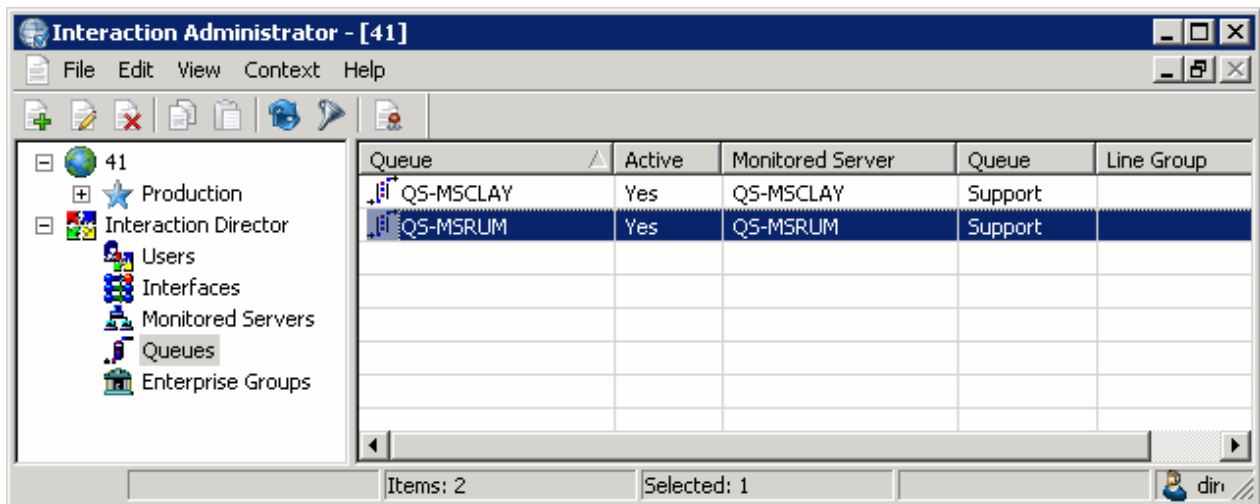 Interaction Administrator - [41]
File Edit View Context Help
41
Production
Interaction Director
Users
Interfaces
Monitored Servers
Queues
Enterprise Groups
Queue Active Monitored Server Queue Line Group
QS-MSCLAY Yes QS-MSCLAY Support
QS-MSRUM Yes QS-MSRUM Support
Items: 2 Selected: 1